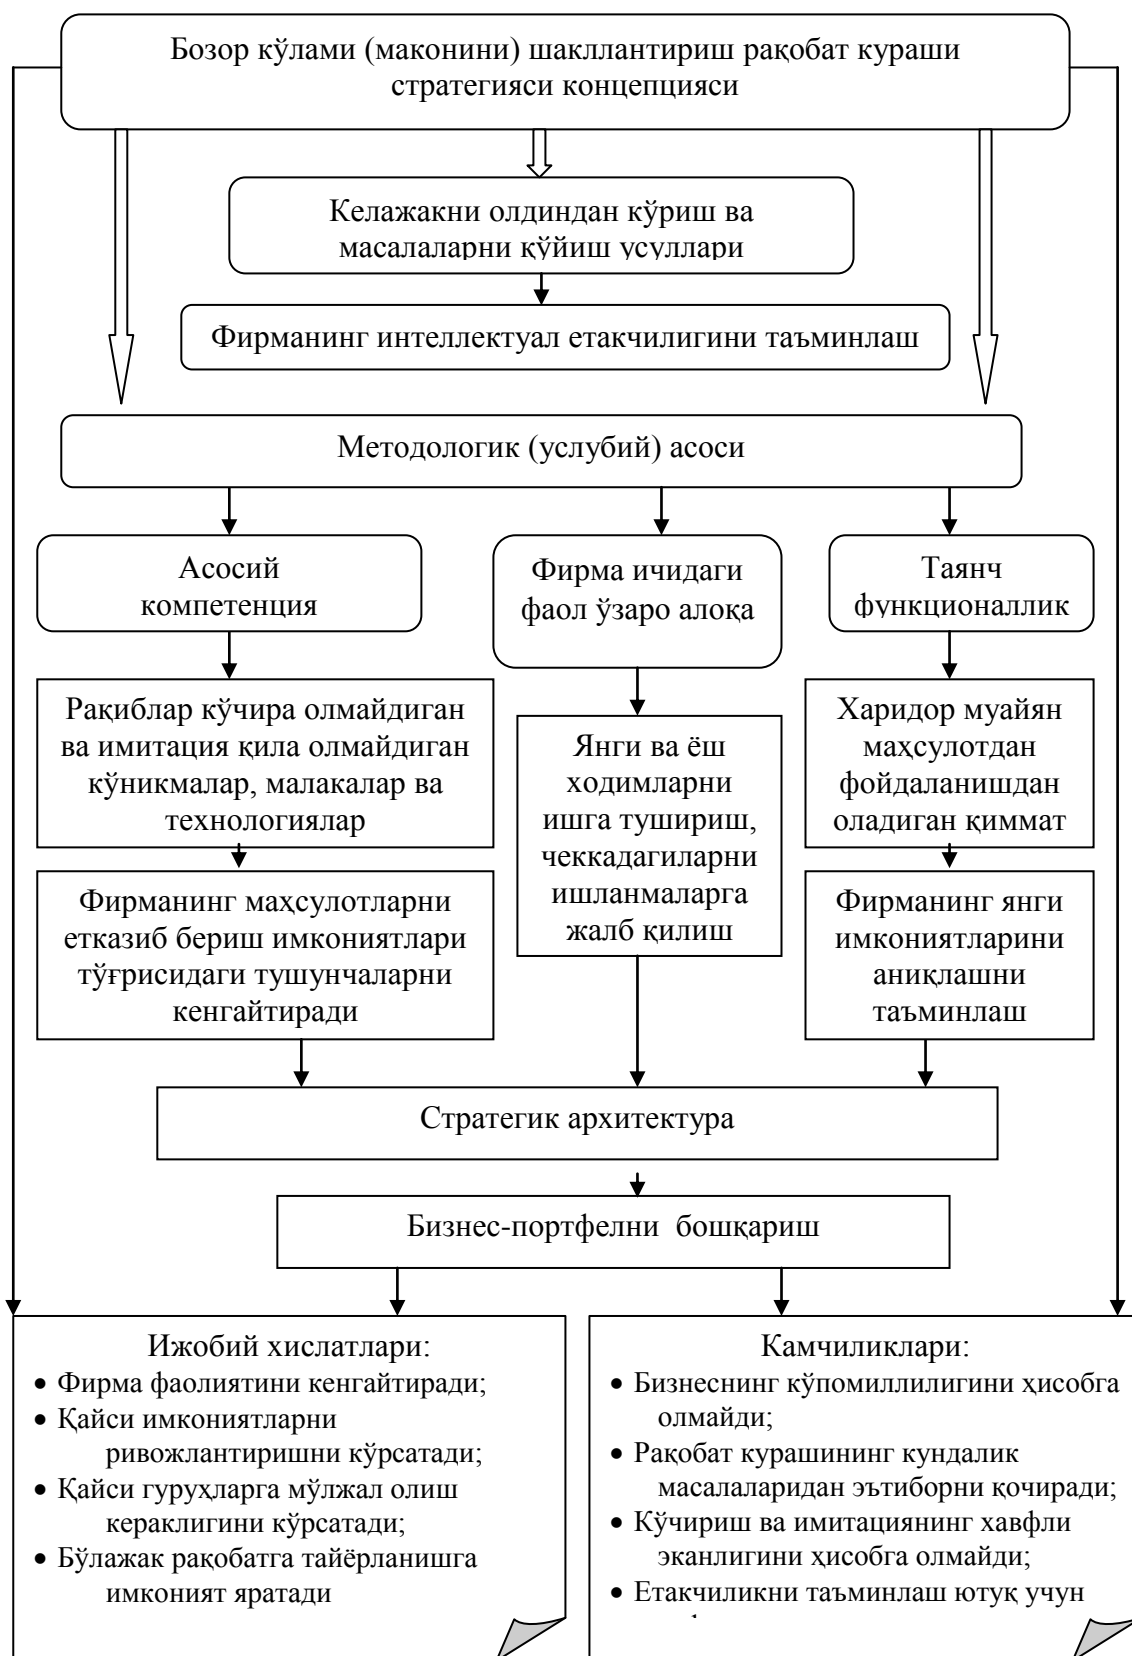 Бозор кўлами (маконини) шакллантириш рақобат кураши
стратегияси концепцияси
Келажакни олдиндан кўриш ва
масалаларни қўйиш усуллари
Фирманинг интеллектуал етакчилигини таъминлаш
Методологик (услубий) асоси
Асосий
компетенция
Фирма ичидаги
фаол ўзаро алоқа
Таянч
функционаллик
Рақиблар кўчира олмайдиган
ва имитация қила олмайдиган
кўникмалар, малакалар ва
технологиялар
Янги ва ёш
ходимларни
ишга тушириш,
чеккадагиларни
ишланмаларга
жалб қилиш
Харидор муайян
маҳсулотдан
фойдаланишдан
оладиган қиммат
Фирманинг маҳсулотларни
етказиб бериш имкониятлари
тўғрисидаги тушунчаларни
кенгайтиради
Фирманинг янги
имкониятларини
аниқлашни
таъминлаш
Стратегик архитектура
Бизнес-портфелни бошқариш
Ижобий хислатлари:
• Фирма фаолиятини кенгайтиради;
• Қайси имкониятларни
ривожлантиришни кўрсатади;
• Қайси гуруҳларга мўлжал олиш
кераклигини кўрсатади;
• Бўлажак рақобатга тайёрланишга
имконият яратади
Камчиликлари:
• Бизнеснинг кўпомиллилигини ҳисобга
олмайди;
• Рақобат курашининг кундалик
масалаларидан эътиборни қочиради;
• Кўчириш ва имитациянинг хавфли
эканлигини ҳисобга олмайди;
• Етакчиликни таъминлаш ютуқ учун